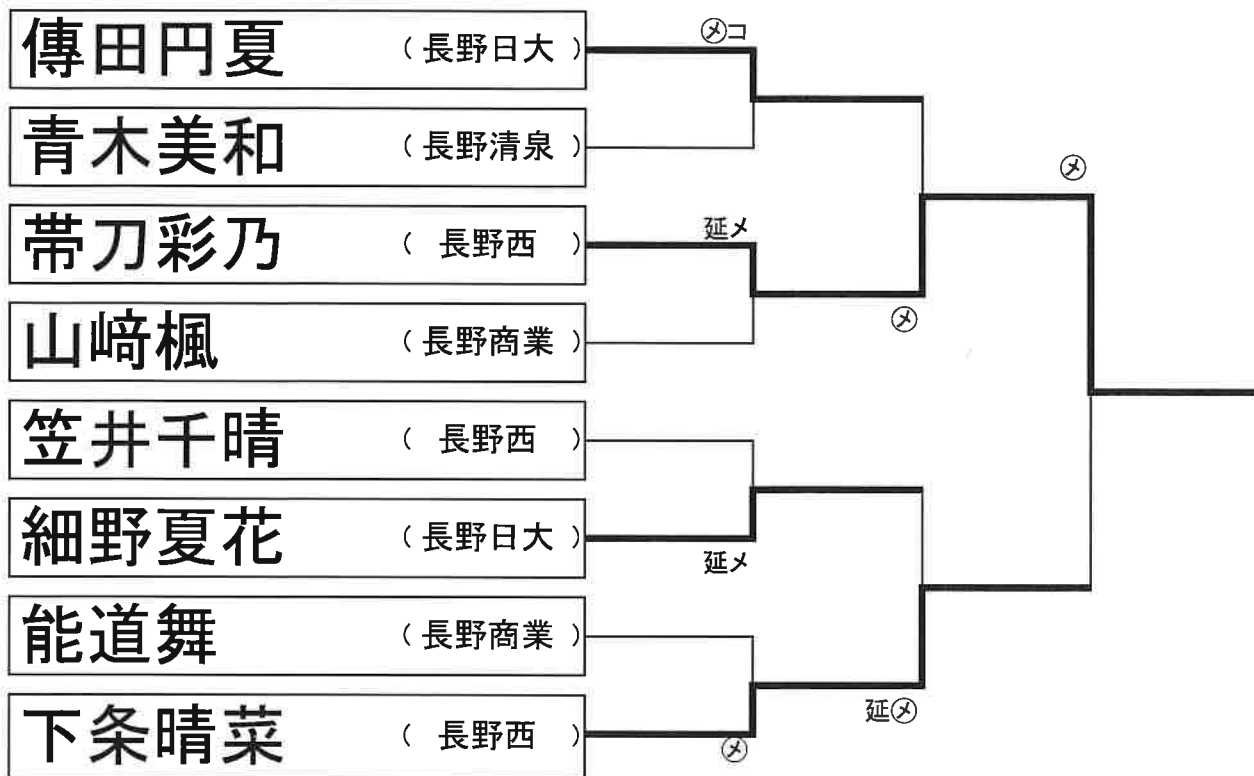 傳田円夏 （長野日大） ㋱コ
青木美和 （長野清泉）
㋱
帯刀彩乃 （長野西） 延メ
㋱
山﨑楓 （長野商業）
笠井千晴 （長野西）
細野夏花 （長野日大）
延メ
能道舞 （長野商業）
延㋱
下条晴菜 （長野西）
㋱